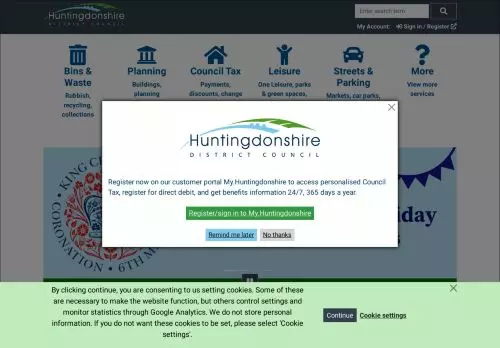 Huntingdonshire
DISTRICT COUNCIL
Enter search term
My Account: Sign in / Register
Bins &
Waste
Rubbish,
recycling,
collections
Planning
Buildings,
planning
Council Tax
Payments,
discounts, change
Leisure
One Leisure, parks
& green spaces,
Streets &
Parking
Markets, car parks,
More
View more
services
Huntingdonshire
DISTRICT COUNCIL
Register now on our customer portal My.Huntingdonshire to access personalised Council
Tax, register for direct debit, and get benefits information 24/7, 365 days a year.
Register/sign in to My.Huntingdonshire
Remind me later
No thanks
CORONATION • 6TH
By clicking continue, you are consenting to us setting cookies. Some of these
are necessary to make the website function, but others control settings and
monitor statistics through Google Analytics. We do not store personal
information. If you do not want these cookies to be set, please select 'Cookie
settings'.
Continue
Cookie settings